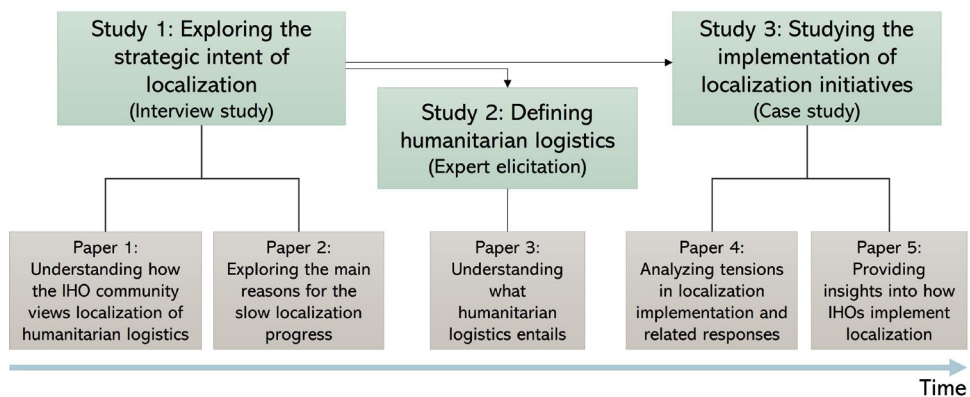 Study 1: Exploring the
strategic intent of
localization
(Interview study)
Study 2: Defining
humanitarian logistics
(Expert elicitation)
Study 3: Studying the
implementation of
localization initiatives
(Case study)
Paper 1:
Understanding how
the IHO community
views localization of
humanitarian logistics
Paper 2:
Exploring the main
reasons for the
slow localization
progress
Paper 3:
Understanding
what
humanitarian
logistics entails
Paper 4:
Analyzing tensions
in localization
implementation and
related responses
Paper 5:
Providing
insights into how
IHOs implement
localization
Time